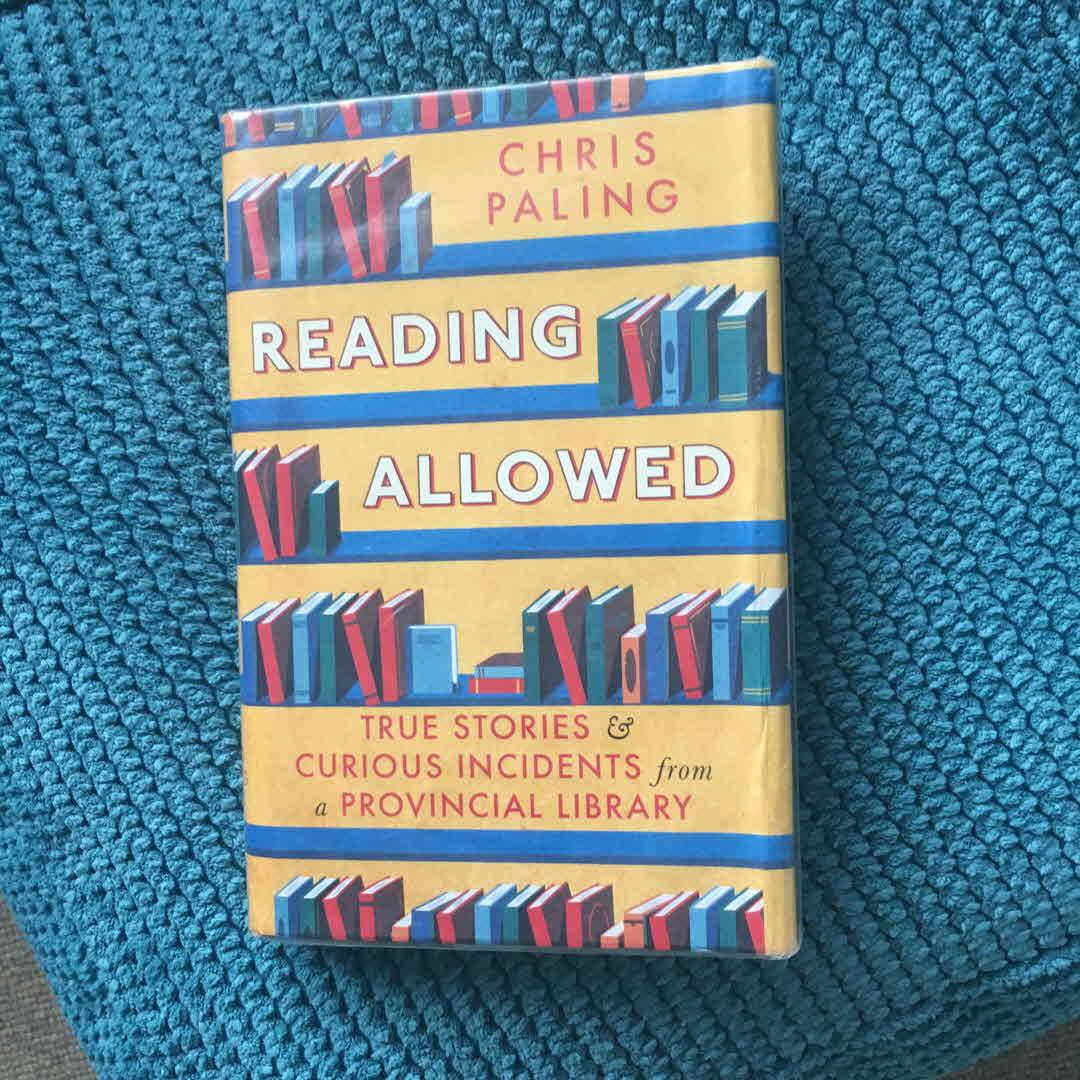 CHRIS
PALING
READING
ALLOWED
TRUE STORIES &
CURIOUS INCIDENTS from
a PROVINCIAL LIBRARY